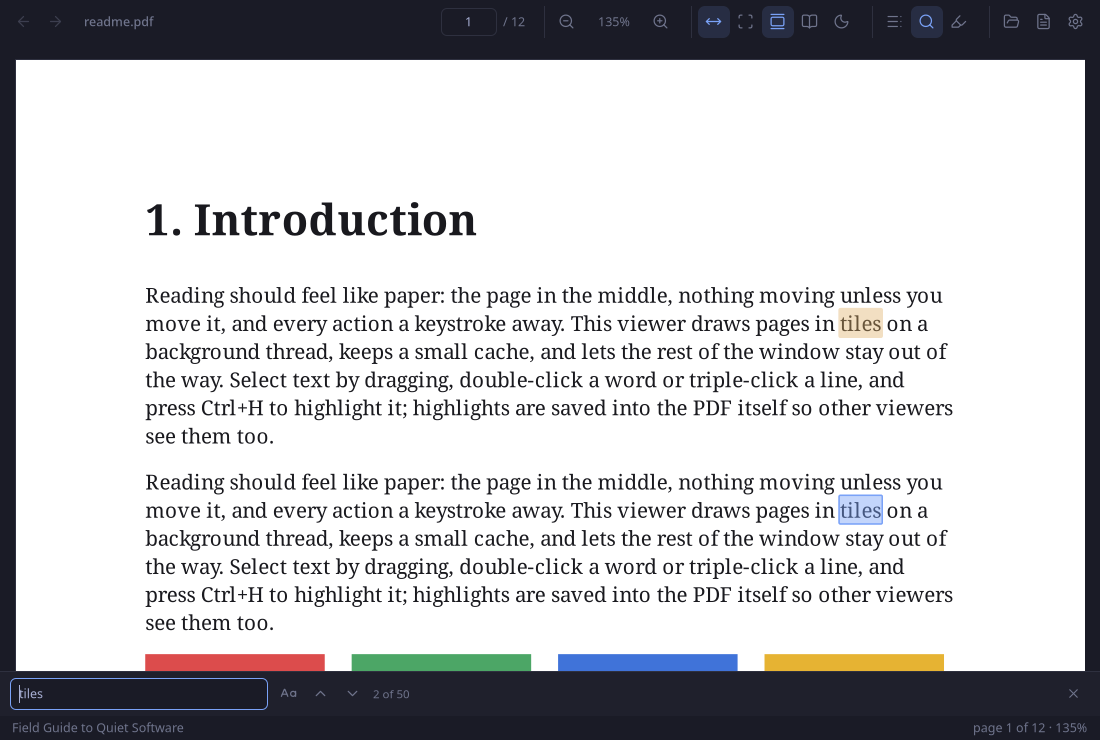 readme.pdf
1 / 12
135%
1. Introduction
Reading should feel like paper: the page in the middle, nothing moving unless you
move it, and every action a keystroke away. This viewer draws pages in tiles on a
background thread, keeps a small cache, and lets the rest of the window stay out of
the way. Select text by dragging, double-click a word or triple-click a line, and
press Ctrl+H to highlight it; highlights are saved into the PDF itself so other viewers
see them too.
Reading should feel like paper: the page in the middle, nothing moving unless you
move it, and every action a keystroke away. This viewer draws pages in tiles on a
background thread, keeps a small cache, and lets the rest of the window stay out of
the way. Select text by dragging, double-click a word or triple-click a line, and
press Ctrl+H to highlight it; highlights are saved into the PDF itself so other viewers
see them too.
tiles
Aa
2 of 50
Field Guide to Quiet Software
page 1 of 12 · 135%